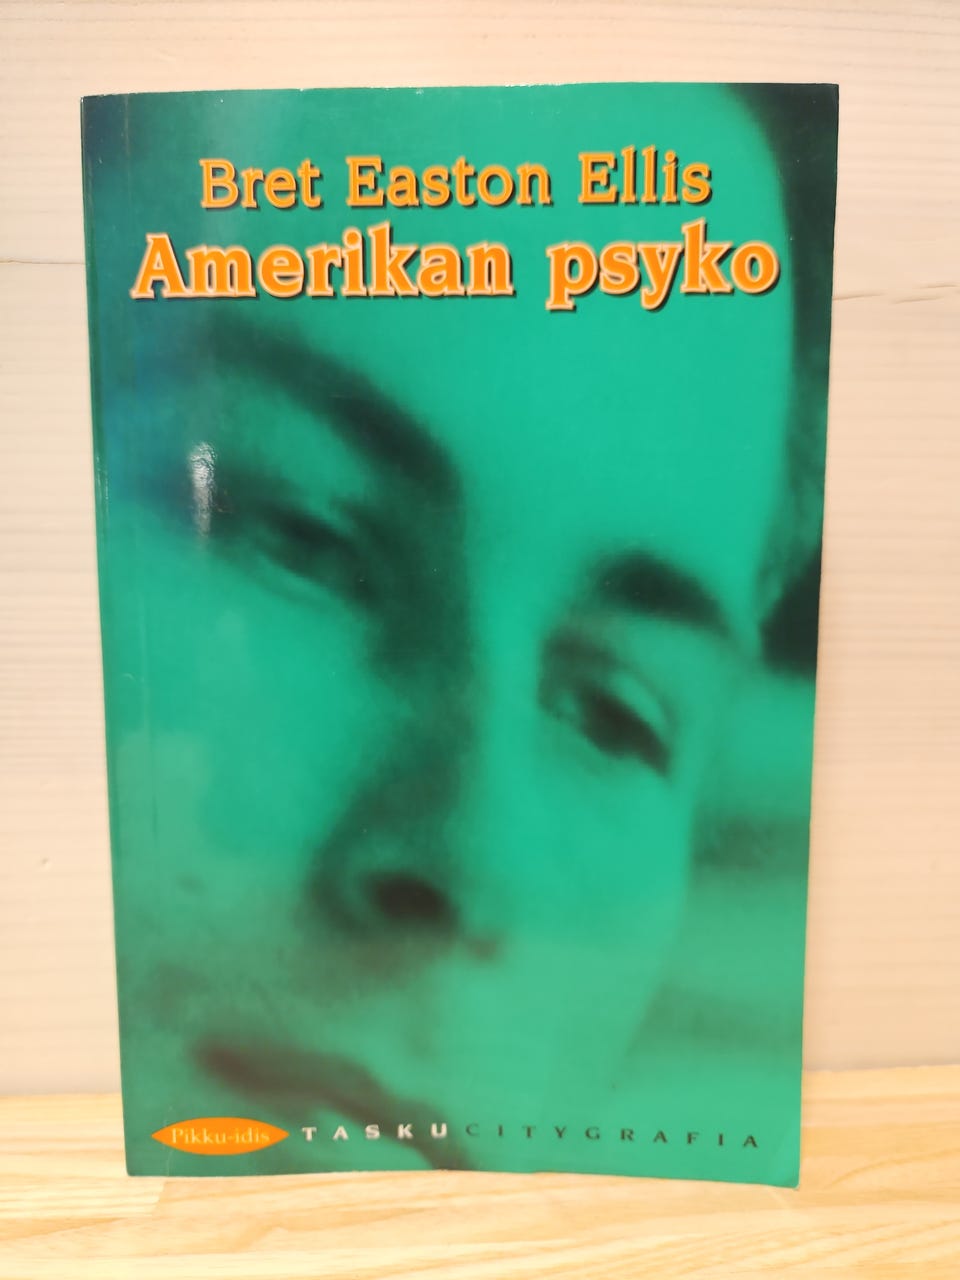 Bret Easton Ellis
Amerikan psyko
Pikku-idis TASKUCITYGRAFIA